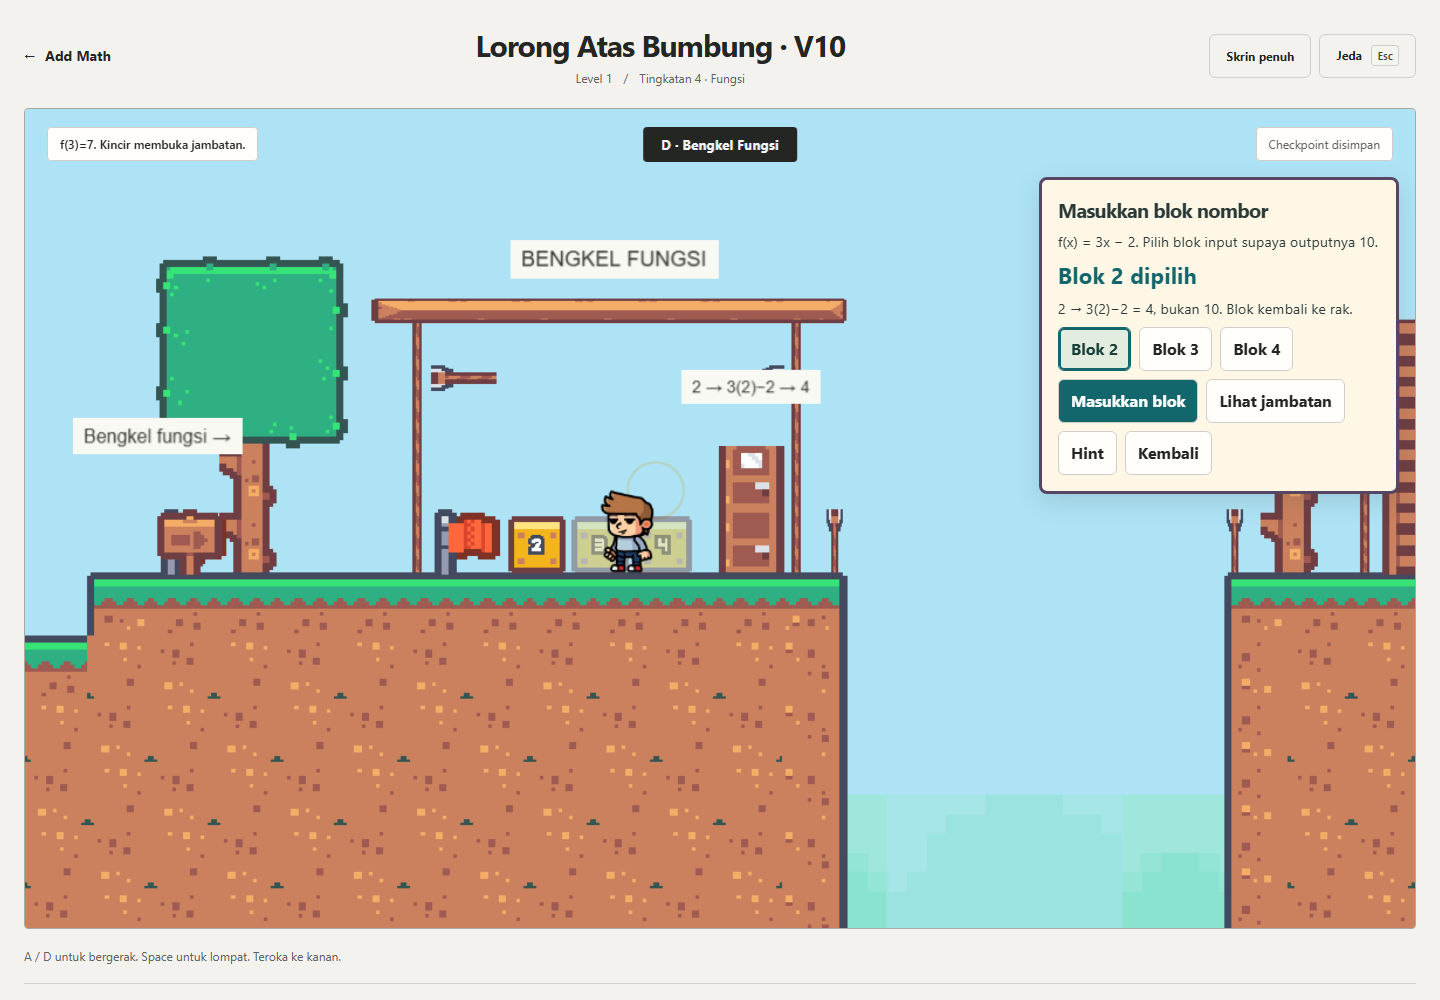 ← Add Math
Lorong Atas Bumbung · V10
Level 1 / Tingkatan 4 · Fungsi
Skrin penuh
Jeda Esc
f(3)=7. Kincir membuka jambatan.
D · Bengkel Fungsi
Checkpoint disimpan
Masukkan blok nombor
f(x) = 3x − 2. Pilih blok input supaya outputnya 10.
Blok 2 dipilih
2 → 3(2)−2 = 4, bukan 10. Blok kembali ke rak.
Blok 2 Blok 3 Blok 4
Masukkan blok Lihat jambatan
Hint Kembali
BENGKEL FUNGSI
2 → 3(2)−2 → 4
Bengkel fungsi →
2 3 4
A / D untuk bergerak. Space untuk lompat. Teroka ke kanan.